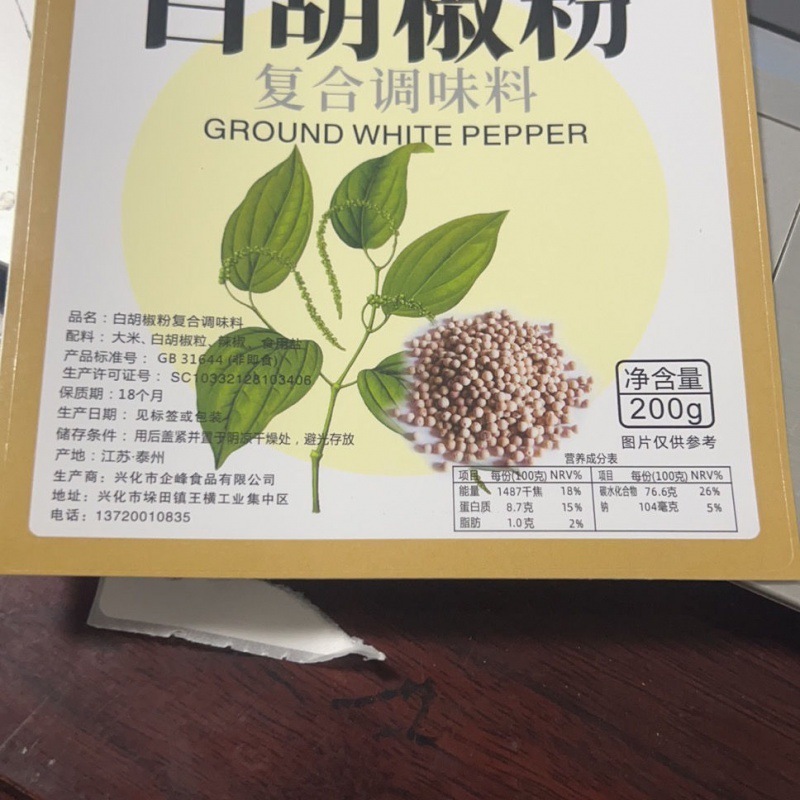 白胡椒粉
复合调味料
GROUND WHITE PEPPER
品名：白胡椒粉复合调味料
配料：大米、白胡椒粒、辣椒、食用盐
产品标准号： GB 31644 (非即食)
生产许可证号： SC10332128103406
保质期：18个月
生产日期：见标签或包装
储存条件：用后盖紧并置于阴凉干燥处，避光存放
产地：江苏·泰州
生产商：兴化市企峰食品有限公司
地址：兴化市垛田镇王横工业集中区
电话：13720010835
净含量
200g
图片仅供参考
营养成分表
项目 每份(100克) NRV% 项目 每份(100克) NRV%
能量 1487千焦 18% 碳水化合物 76.6克 26%
蛋白质 8.7克 15% 钠 104毫克 5%
脂肪 1.0克 2%